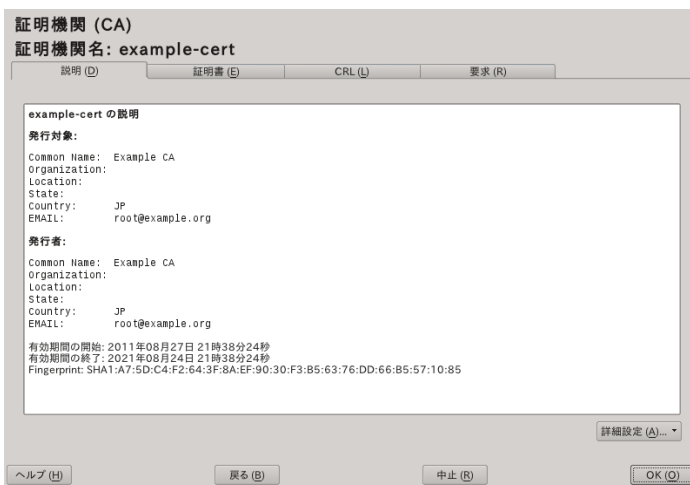 証明機関 (CA)
証明機関名: example-cert
説明 (D) 証明書 (E) CRL (L) 要求 (R)
example-cert の説明
発行対象:
Common Name: Example CA
Organization:
Location:
State:
Country: JP
EMAIL: root@example.org
発行者:
Common Name: Example CA
Organization:
Location:
State:
Country: JP
EMAIL: root@example.org
有効期間の開始: 2011年08月27日 21時38分24秒
有効期間の終了: 2021年08月24日 21時38分24秒
Fingerprint: SHA1:A7:5D:C4:F2:64:3F:8A:EF:90:30:F3:B5:63:76:DD:66:B5:57:10:85
詳細設定 (A)...
ヘルプ (H) 戻る (B) 中止 (R) OK (O)